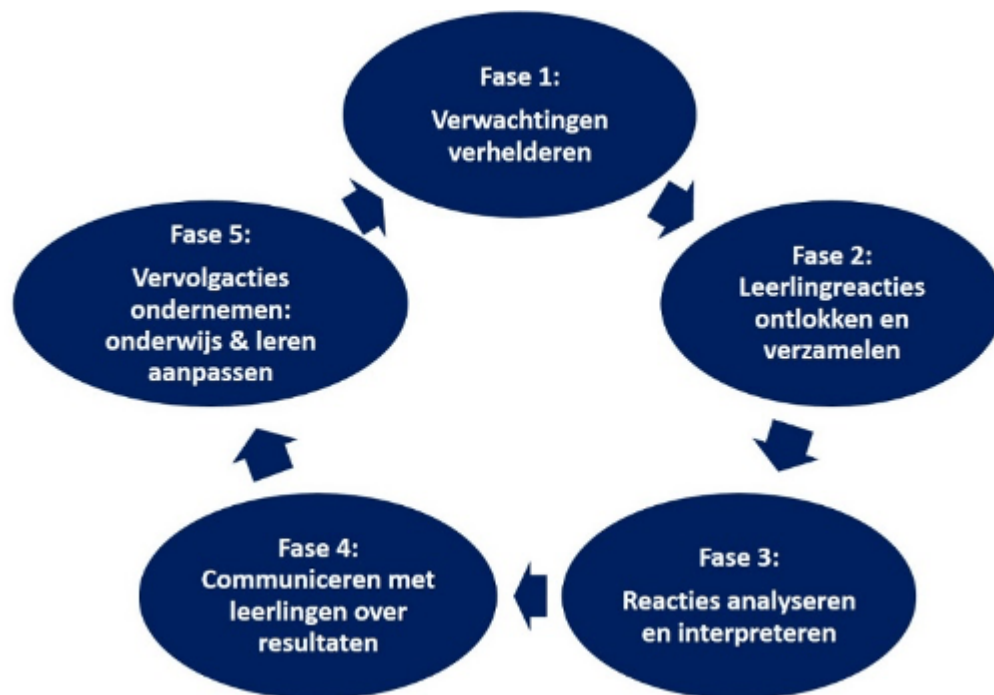 Fase 1:
Verwachtingen
verhelderen
Fase 2:
Leerlingreacties
ontlokken en
verzamelen
Fase 3:
Reacties analyseren
en interpreteren
Fase 4:
Communiceren met
leerlingen over
resultaten
Fase 5:
Vervolgacties
ondernemen:
onderwijs & leren
aanpassen